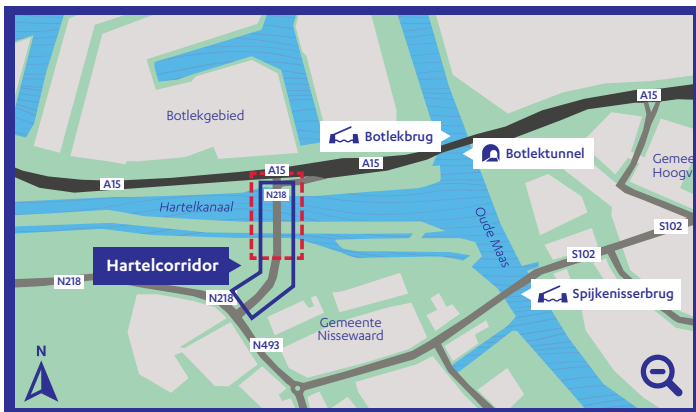 A15
Botlekgebied
Botlekbrug
Botlektunnel
Gemee
Hoogv
A15
A15
A15
N218
Hartelkanaal
Oude Maas
S102
S102
Hartelcorridor
N218
N218
Spijkenisserbrug
Gemeente
Nissewaard
N493
N